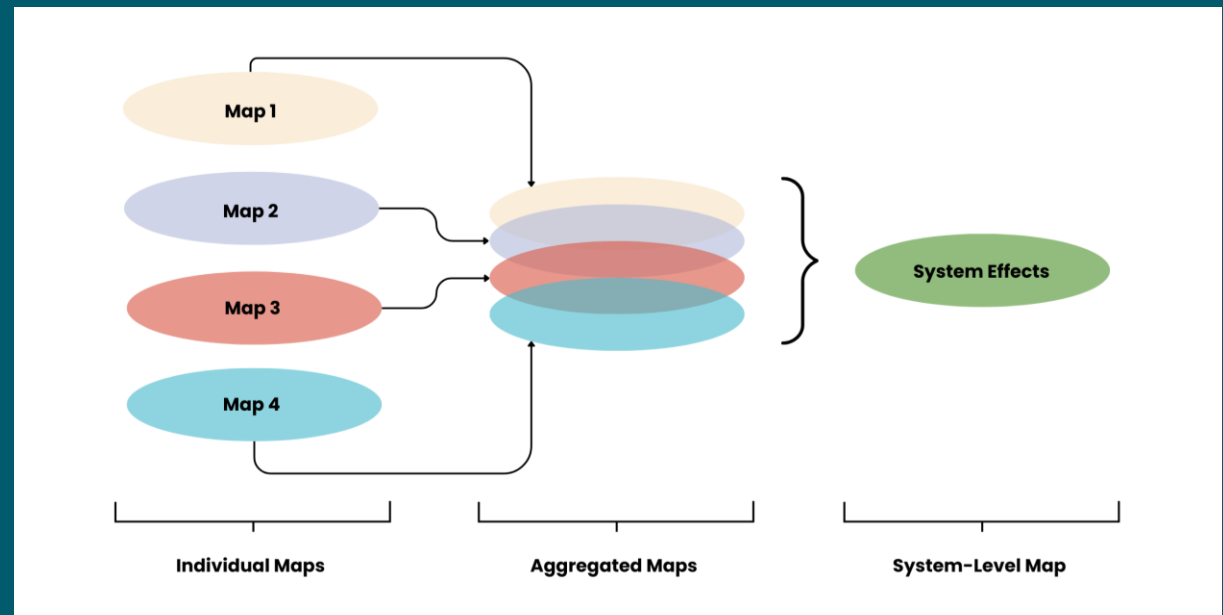 Map 1
Map 2
Map 3
Map 4
System Effects
Individual Maps
Aggregated Maps
System-Level Map